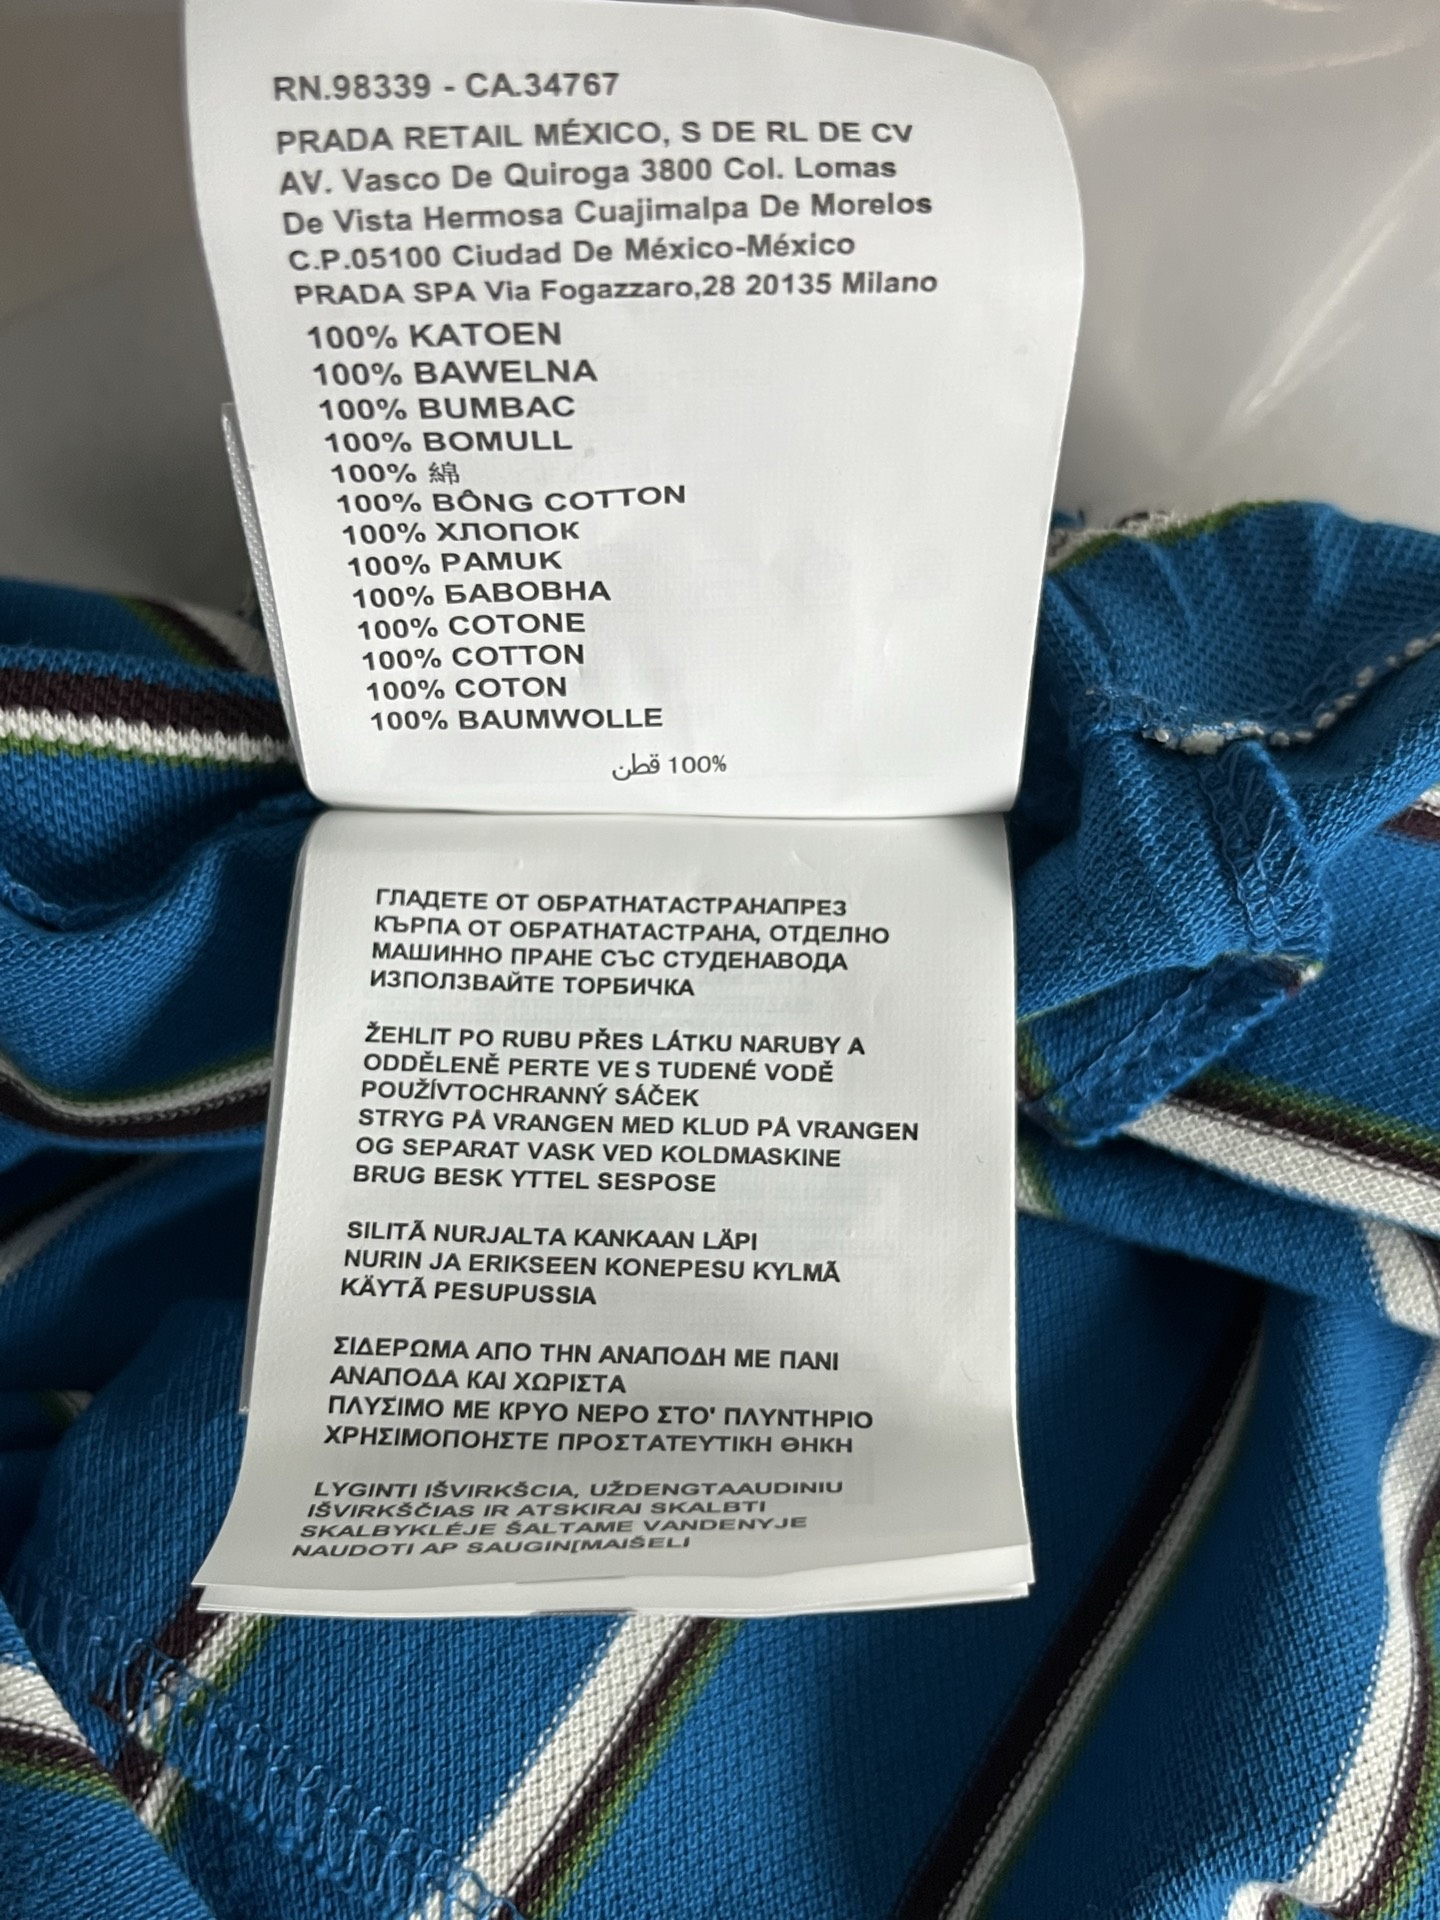 RN.98339 - CA.34767
PRADA RETAIL MÉXICO, S DE RL DE CV
AV. Vasco De Quiroga 3800 Col. Lomas
De Vista Hermosa Cuajimalpa De Morelos
C.P.05100 Ciudad De México-México
PRADA SPA Via Fogazzaro,28 20135 Milano
100% KATOEN
100% BAWELNA
100% BUMBAC
100% BOMULL
100% 綿
100% BÔNG COTTON
100% ХЛОПОК
100% PAMUK
100% БАВОВНА
100% COTONE
100% COTTON
100% COTON
100% BAUMWOLLE
100% قطن
ГЛАДЕТЕ ОТ ОБРАТНАТАСТРАНАПРЕЗ
КЪРПА ОТ ОБРАТНАТАСТРАНА, ОТДЕЛНО
МАШИННО ПРАНЕ СЪС СТУДЕНАВОДА
ИЗПОЛЗВАЙТЕ ТОРБИЧКА
ŽEHLIT PO RUBU PŘES LÁTKU NARUBY A
ODDĚLENĚ PERTE VE S TUDENÉ VODĚ
POUŽÍVTOCHRANNÝ SÁČEK
STRYG PÅ VRANGEN MED KLUD PÅ VRANGEN
OG SEPARAT VASK VED KOLDMASKINE
BRUG BESK YTTEL SESPOSE
SILITÃ NURJALTA KANKAAN LÄPI
NURIN JA ERIKSEEN KONEPESU KYLMÃ
KÄYTÃ PESUPUSSIA
ΣΙΔΕΡΩΜΑ ΑΠΟ ΤΗΝ ΑΝΑΠΟΔΗ ΜΕ ΠΑΝΙ
ΑΝΑΠΟΔΑ ΚΑΙ ΧΩΡΙΣΤΑ
ΠΛΥΣΙΜΟ ΜΕ ΚΡΥΟ ΝΕΡΟ ΣΤΟ' ΠΛΥΝΤΗΡΙΟ
ΧΡΗΣΙΜΟΠΟΗΣΤΕ ΠΡΟΣΤΑΤΕΥΤΙΚΗ ΘΗΚΗ
LYGINTI IŠVIRKŠCIA, UŽDENGTAAUDINIU
IŠVIRKŠČIAS IR ATSKIRAI SKALBTI
SKALBYKLÉJE ŠALTAME VANDENYJE
NAUDOTI AP SAUGIN[MAIŠELI